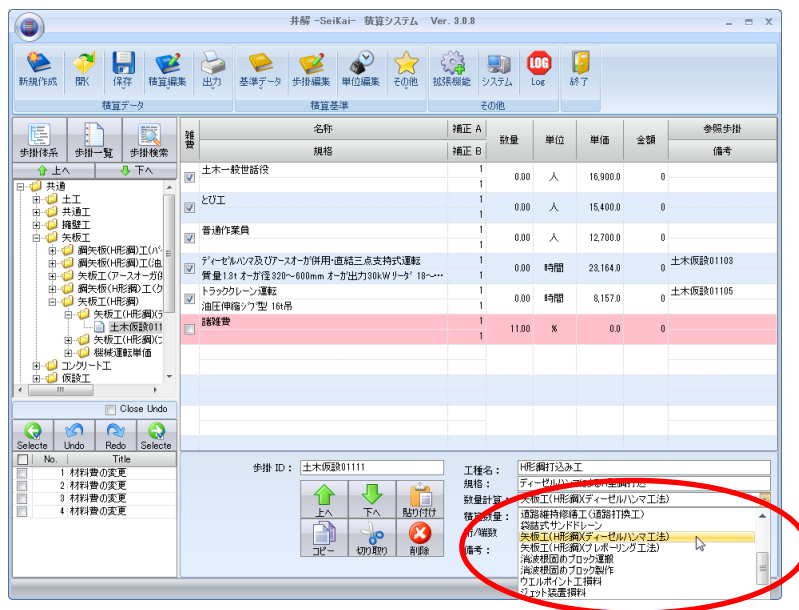 井解 -SeiKai- 積算システム Ver. 3.0.8
新規作成 開く 保存 積算編集 出力 基準データ 歩掛編集 単位編集 その他 拡張機能 システム Log 終了
積算データ 積算基準 その他
LOG
歩掛体系 歩掛一覧 歩掛検索
上へ 下へ
共通
土工
共通工
擁壁工
矢板工
鋼矢板(H形鋼)工(バ
鋼矢板(H形鋼)工(油
矢板工(アースオーガ併
鋼矢板(H形鋼)工(ク
矢板工(H形鋼)
矢板工(H形鋼)(デ
土木仮設011
矢板工(H形鋼)(フ
機械運転単価
コンクリート工
仮設工
Close Undo
Selecte Undo Redo Selecte
No. Title
1 材料費の変更
2 材料費の変更
3 材料費の変更
4 材料費の変更
雑費 名称 補正 A 数量 単位 単価 金額 参照歩掛
規格 補正 B 備考
土木一般世話役 1 0.00 人 16,900.0 0
1
とび工 1 0.00 人 15,400.0 0
1
普通作業員 1 0.00 人 12,700.0 0
1
ディーゼルハンマ及びアースオーガ併用・直結三点支持式運転 1 0.00 時間 23,164.0 0 土木仮設01103
質量1.3t オーガ径320～600mm オーガ出力30kW リーダ 18～… 1
トラッククレーン運転 1 0.00 時間 8,157.0 0 土木仮設01105
油圧伸縮ジブ型 16t吊 1
諸雑費 1 11.00 % 0.0 0
1
歩掛 ID： 土木仮設01111
上へ 下へ 貼り付け
コピー 切り取り 削除
工種名： H形鋼打込み工
規格：
数量計算： 矢板工(H形鋼)(ディーゼルハンマ工法)
積算数量：
備考：
道路維持修繕工(道路打換工)
袋詰式サンドドレーン
矢板工(H形鋼)(ディーゼルハンマ工法)
矢板工(H形鋼)(プレボーリング工法)
消波根固めブロック運搬
消波根固めブロック製作
ウエルポイント工損料
ジェット装置損料